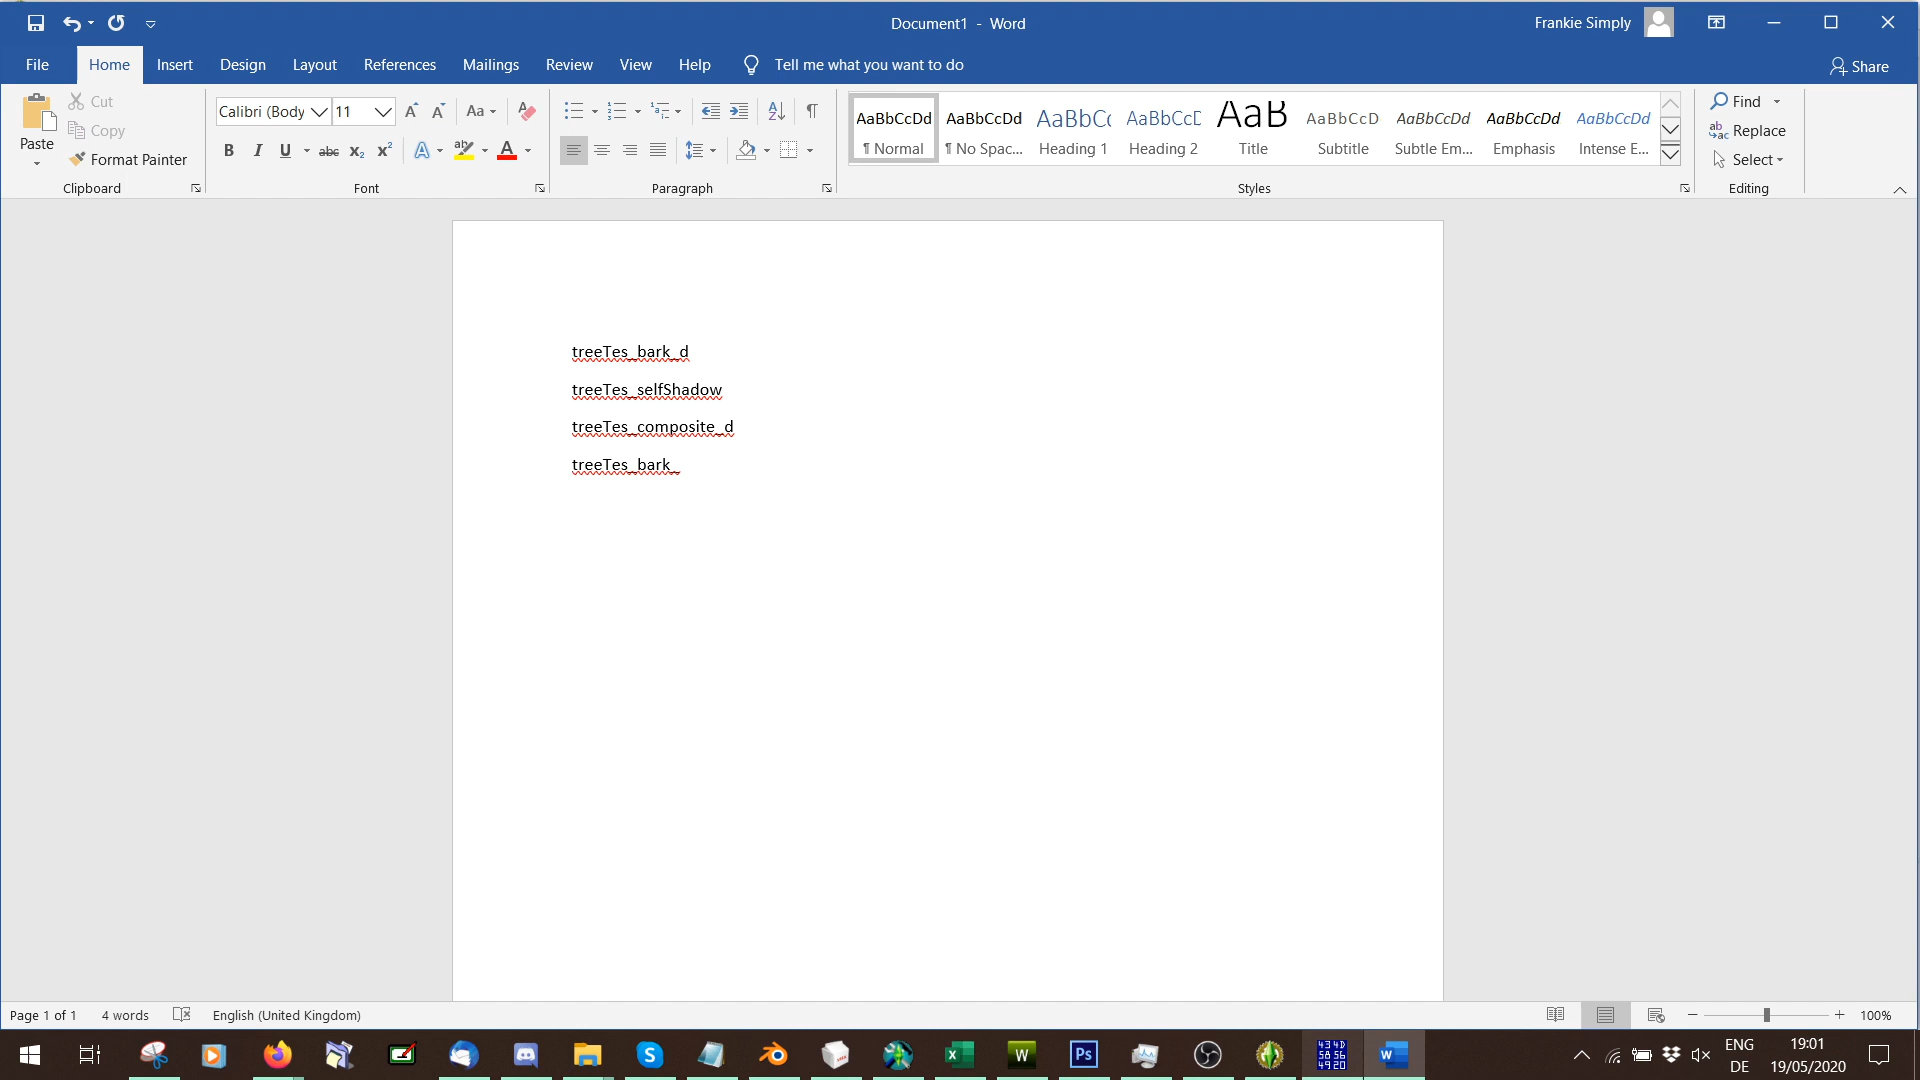 Document1 - Word
Frankie Simply
File Home Insert Design Layout References Mailings Review View Help Tell me what you want to do
Share
Paste
Cut
Copy
Format Painter
Clipboard
Calibri (Body 11
Font
Paragraph
AaBbCcDd AaBbCcDd AaBbCc AaBbCcE AaB AaBbCcD AaBbCcDd AaBbCcDd AaBbCcDd
¶ Normal ¶ No Spac... Heading 1 Heading 2 Title Subtitle Subtle Em... Emphasis Intense E...
Styles
Find
Replace
Select
Editing
treeTes_bark_d
treeTes_selfShadow
treeTes_composite_d
treeTes_bark_
Page 1 of 1 4 words English (United Kingdom)
100%
ENG
DE
19:01
19/05/2020